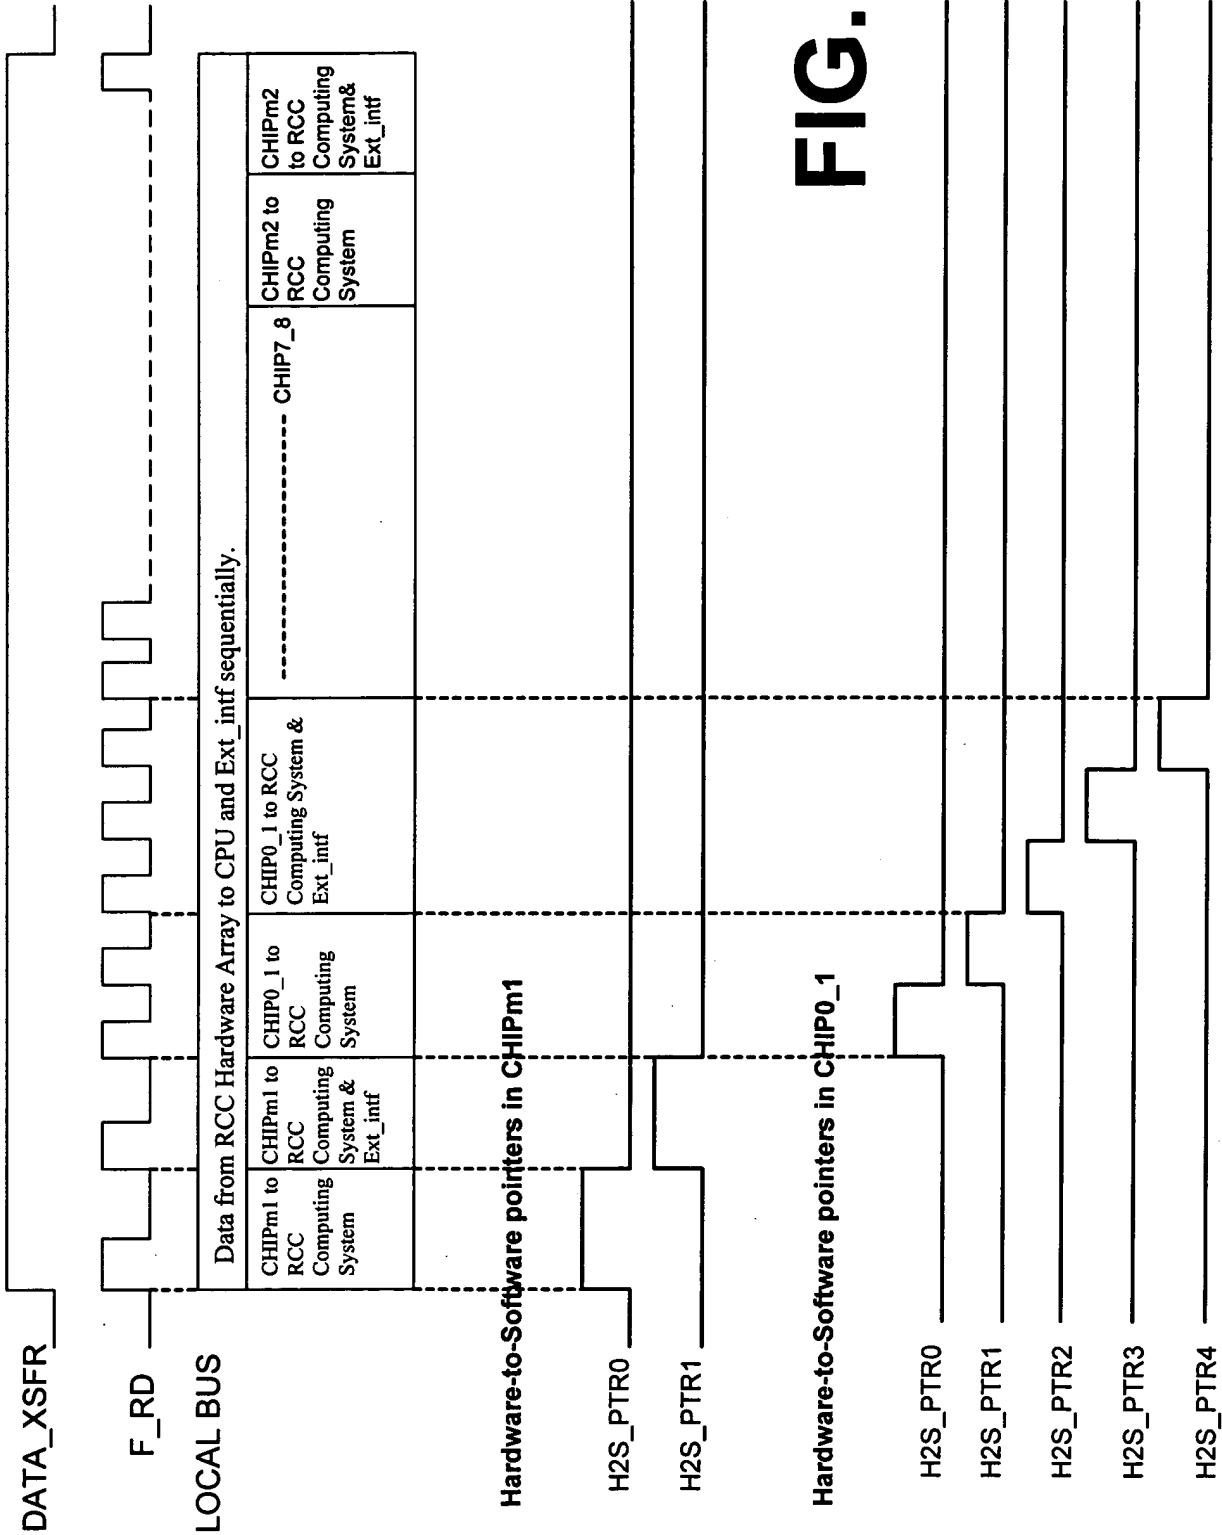 DATA_XSFR
F_RD
LOCAL BUS
Data from RCC Hardware Array to CPU and Ext_intf sequentially.
CHIPm1 to
RCC
Computing
System
CHIPm1 to
RCC
Computing
System &
Ext_intf
CHIP0_1 to
RCC
Computing
System
CHIP0_1 to RCC
Computing System &
Ext_intf
CHIP7_8
CHIPm2 to
RCC
Computing
System
CHIPm2
to RCC
Computing
System&
Ext_intf
Hardware-to-Software pointers in CHIPm1
H2S_PTR0
H2S_PTR1
Hardware-to-Software pointers in CHIP0_1
H2S_PTR0
H2S_PTR1
H2S_PTR2
H2S_PTR3
H2S_PTR4
FIG.